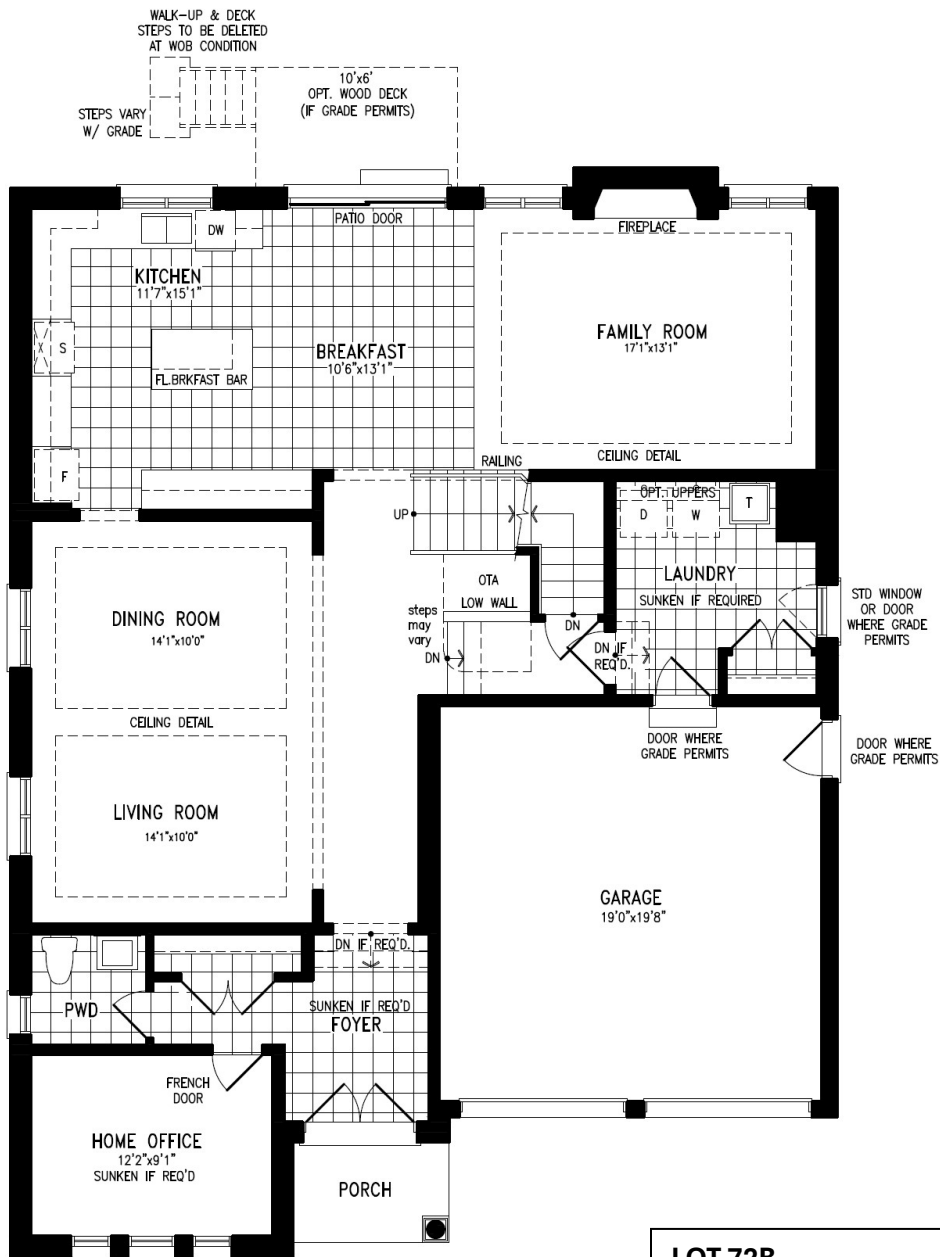 WALK-UP & DECK
STEPS TO BE DELETED
AT WOB CONDITION
10'x6'
OPT. WOOD DECK
(IF GRADE PERMITS)
STEPS VARY
W/ GRADE
PATIO DOOR
DW
FIREPLACE
KITCHEN
11'7"x15'1"
FAMILY ROOM
17'1"x13'1"
S
BREAKFAST
10'6"x13'1"
FL.BRKFAST BAR
CEILING DETAIL
RAILING
F
OPT. UPPERS
D
W
T
UP
LAUNDRY
SUNKEN IF REQUIRED
OTA
LOW WALL
STD WINDOW
OR DOOR
WHERE GRADE
PERMITS
DINING ROOM
14'1"x10'0"
steps
may
vary
DN
DN
DN IF
REQ'D.
CEILING DETAIL
DOOR WHERE
GRADE PERMITS
DOOR WHERE
GRADE PERMITS
LIVING ROOM
14'1"x10'0"
GARAGE
19'0"x19'8"
DN IF REQ'D.
PWD
SUNKEN IF REQ'D
FOYER
FRENCH
DOOR
HOME OFFICE
12'2"x9'1"
SUNKEN IF REQ'D
PORCH
LOT 72B